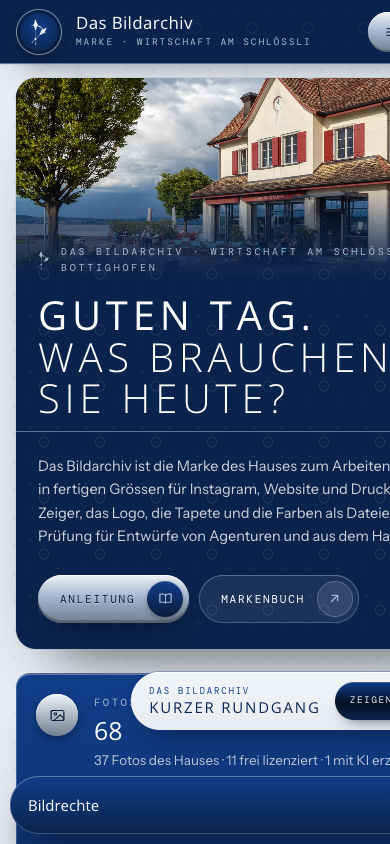 Das Bildarchiv
MARKE · WIRTSCHAFT AM SCHLÖSSLI
DAS BILDARCHIV · WIRTSCHAFT AM
BOTTIGHOFEN
GUTEN TAG.
WAS BRAUCHEN
SIE HEUTE?
Das Bildarchiv ist die Marke des Hauses zum Arbeiten
in fertigen Grössen für Instagram, Website und Druck
Zeiger, das Logo, die Tapete und die Farben als Dateie
Prüfung für Entwürfe von Agenturen und aus dem Ha
ANLEITUNG
MARKENBUCH
DAS BILDARCHIV
KURZER RUNDGANG
ZEIGEN
FOTO
68
37 Fotos des Hauses · 11 frei lizenziert · 1 mit KI erz
Bildrechte